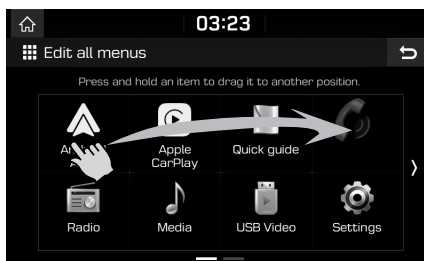 03:23
Edit all menus
Press and hold an item to drag it to another position.
Apple
CarPlay
Quick guide
Radio
Media
USB Video
Settings